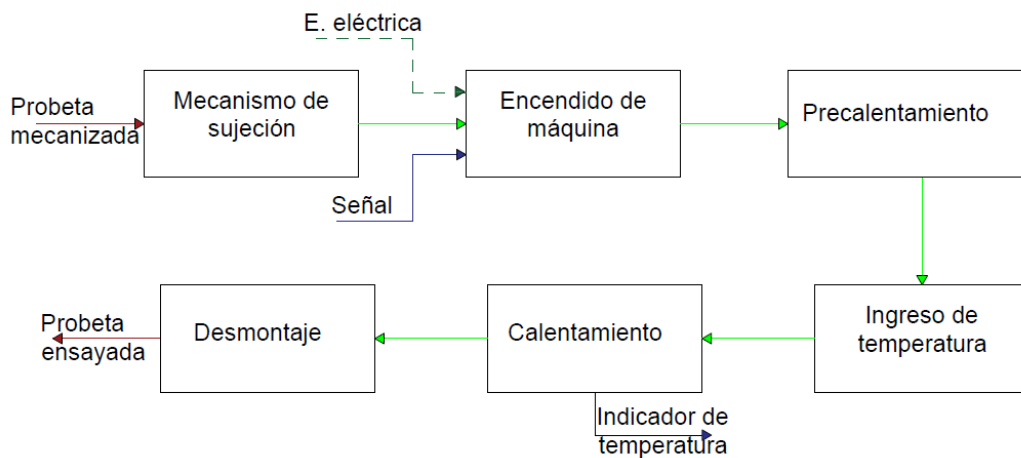 E. eléctrica
Probeta
mecanizada
Mecanismo de
sujeción
Encendido de
máquina
Precalentamiento
Señal
Probeta
ensayada
Desmontaje
Calentamiento
Ingreso de
temperatura
Indicador de
temperatura